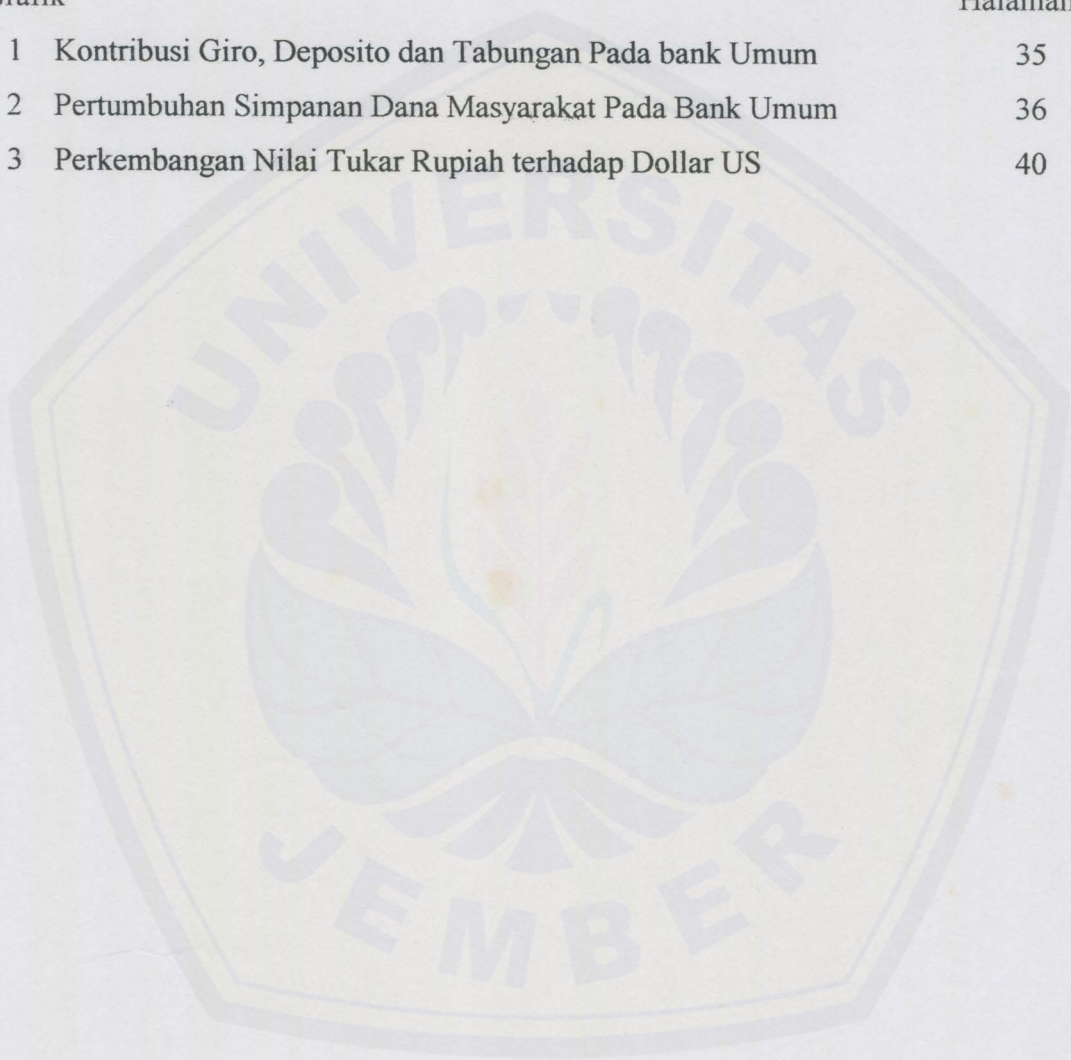 Grafik Halaman
1 Kontribusi Giro, Deposito dan Tabungan Pada bank Umum 35
2 Pertumbuhan Simpanan Dana Masyarakat Pada Bank Umum 36
3 Perkembangan Nilai Tukar Rupiah terhadap Dollar US 40
UNIVERSITAS
JEMBER